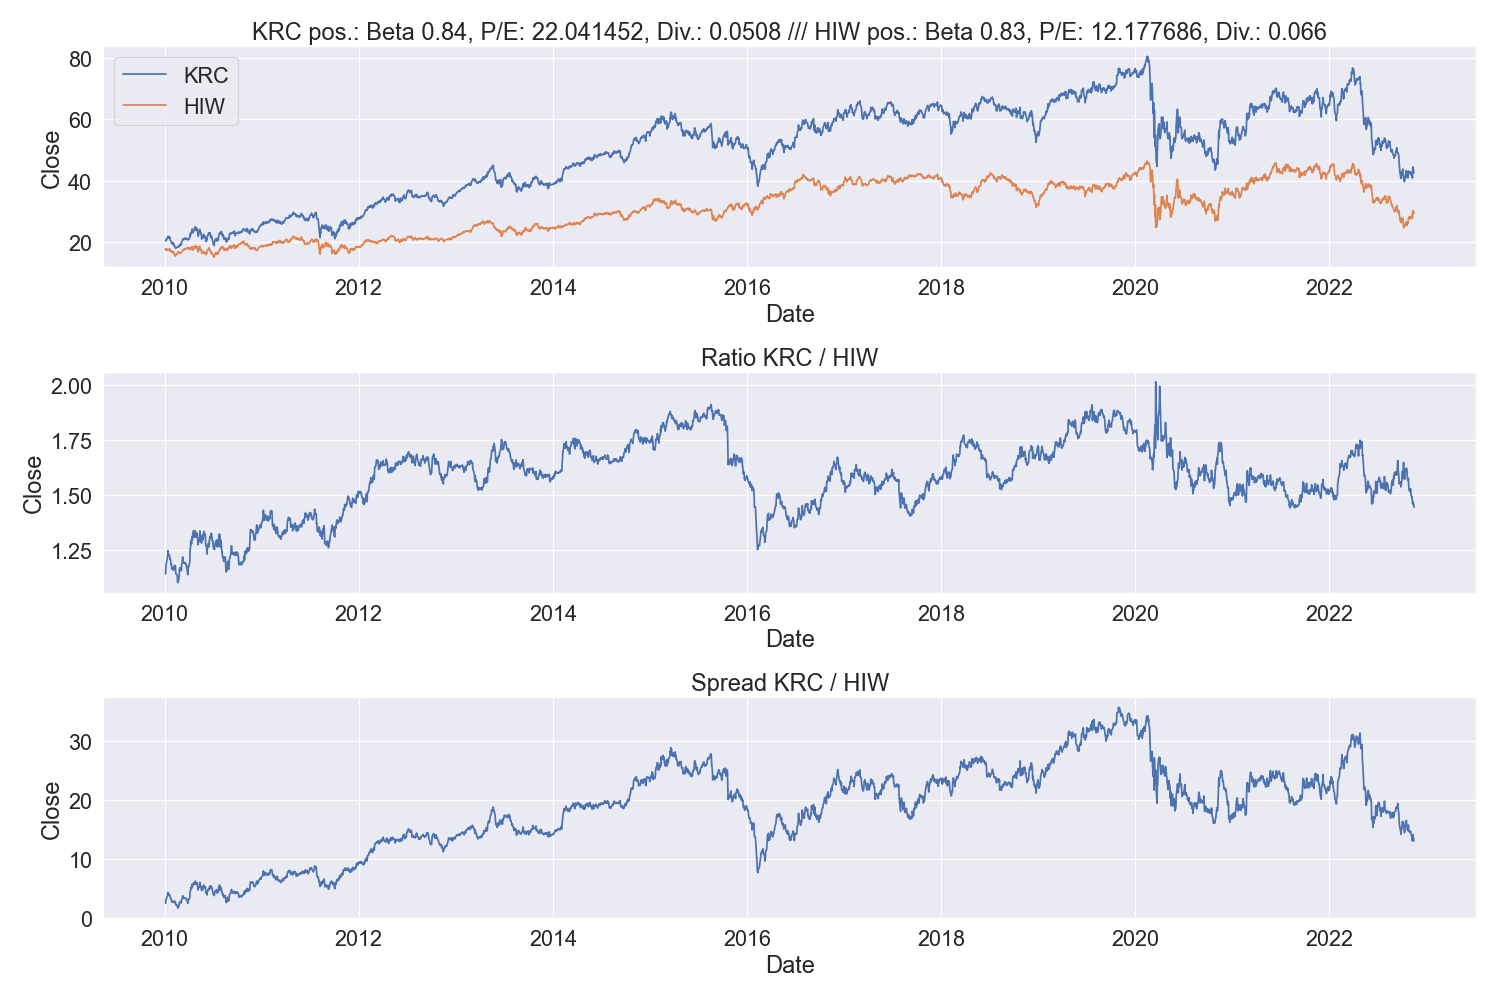 KRC pos.: Beta 0.84, P/E: 22.041452, Div.: 0.0508 /// HIW pos.: Beta 0.83, P/E: 12.177686, Div.: 0.066
KRC
HIW
80
60
40
20
Close
2010 2012 2014 2016 2018 2020 2022
Date
Ratio KRC / HIW
2.00
1.75
1.50
1.25
Close
2010 2012 2014 2016 2018 2020 2022
Date
Spread KRC / HIW
30
20
10
0
Close
2010 2012 2014 2016 2018 2020 2022
Date